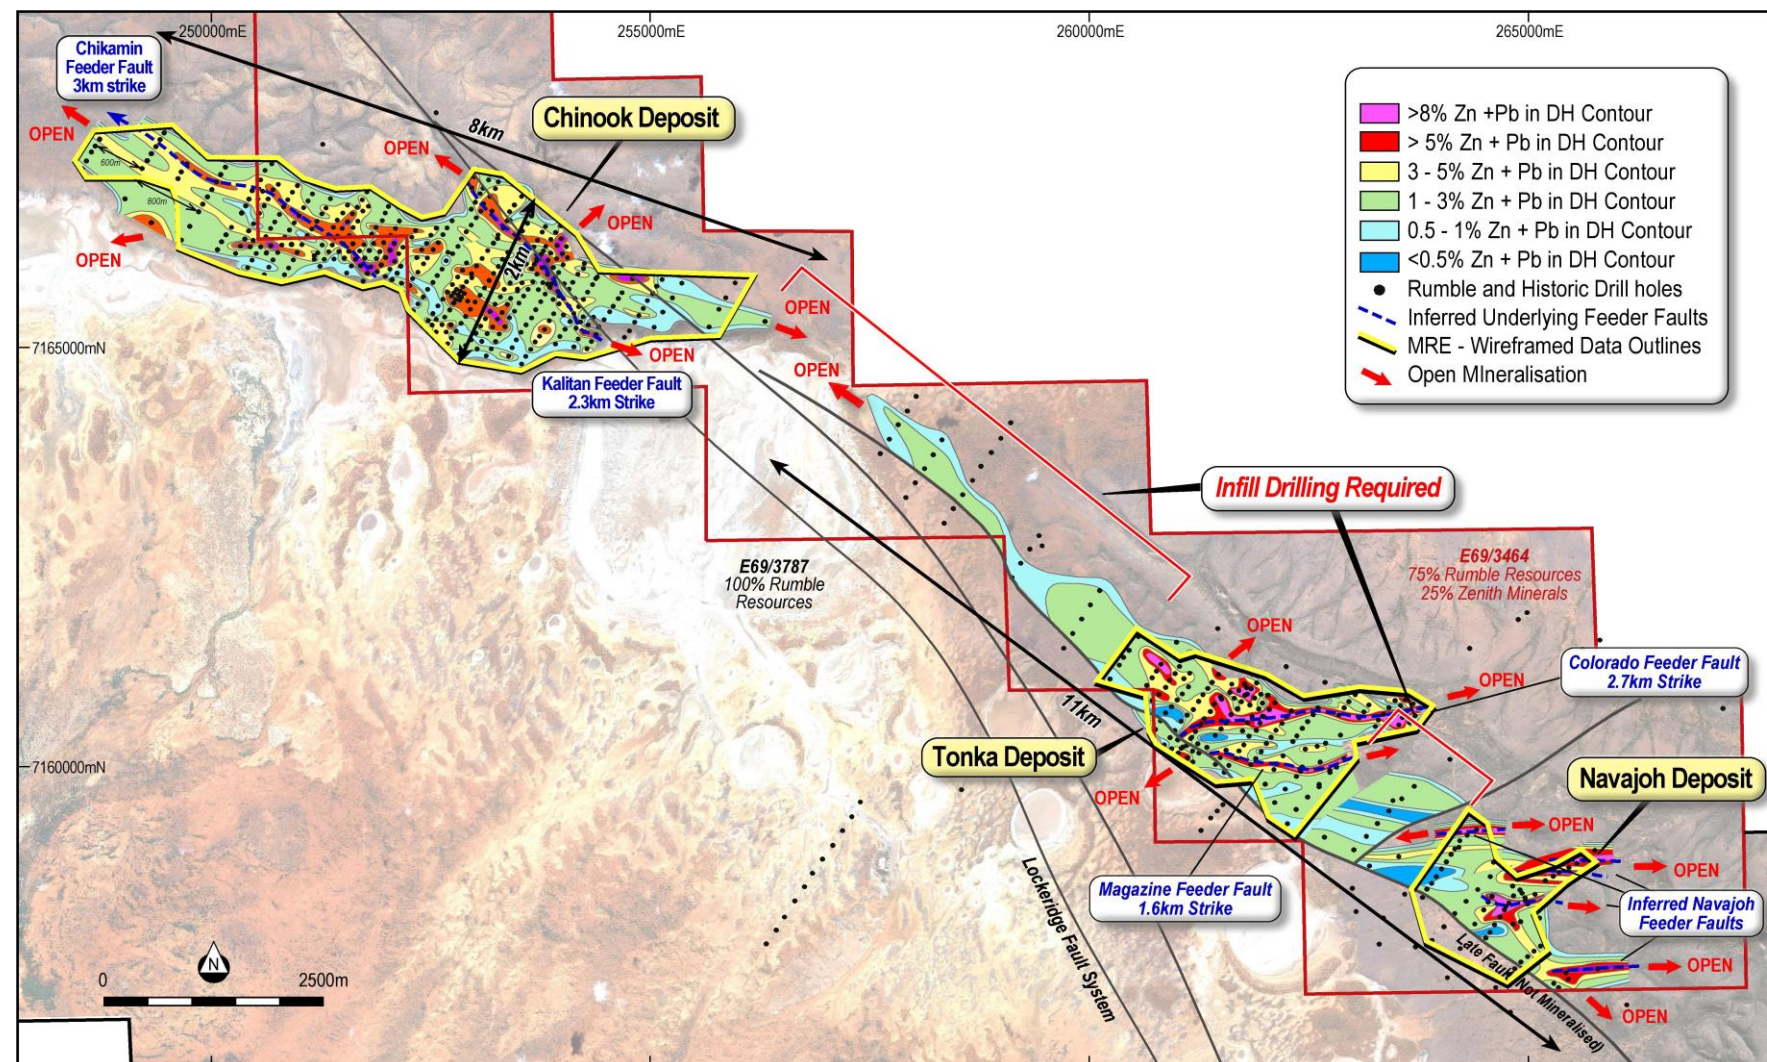 250000mE
255000mE
260000mE
265000mE
Chikamin
Feeder Fault
3km strike
OPEN
8km
Chinook Deposit
OPEN
OPEN
600m
800m
OPEN
2km
OPEN
OPEN
7165000mN
Kalitan Feeder Fault
2.3km Strike
OPEN
>8% Zn +Pb in DH Contour
> 5% Zn + Pb in DH Contour
3 - 5% Zn + Pb in DH Contour
1 - 3% Zn + Pb in DH Contour
0.5 - 1% Zn + Pb in DH Contour
<0.5% Zn + Pb in DH Contour
Rumble and Historic Drill holes
Inferred Underlying Feeder Faults
MRE - Wireframed Data Outlines
Open MIneralisation
Infill Drilling Required
E69/3787
100% Rumble
Resources
E69/3464
75% Rumble Resources
25% Zenith Minerals
OPEN
OPEN
Colorado Feeder Fault
2.7km Strike
11km
Tonka Deposit
7160000mN
OPEN
Navajoh Deposit
OPEN
OPEN
Magazine Feeder Fault
1.6km Strike
Inferred Navajoh
Feeder Faults
Lockeridge Fault System
Late Fault (Not Mineralised)
OPEN
OPEN
N
0
2500m